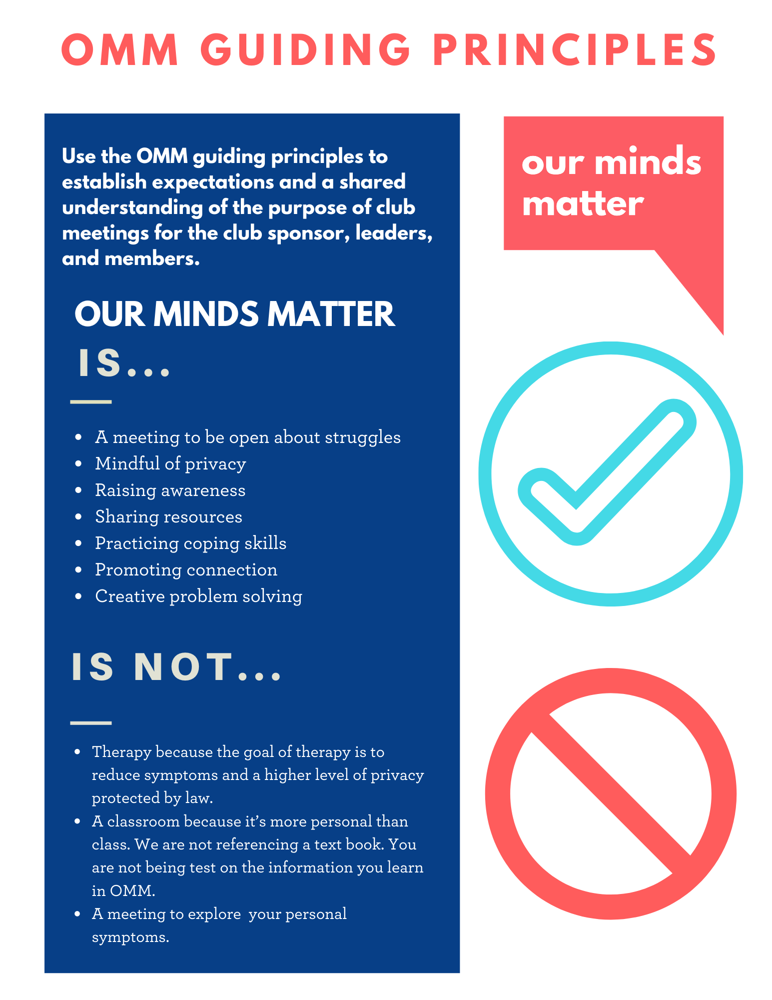 OMM GUIDING PRINCIPLES
Use the OMM guiding principles to
establish expectations and a shared
understanding of the purpose of club
meetings for the club sponsor, leaders,
and members.
our minds
matter
OUR MINDS MATTER
IS...
• A meeting to be open about struggles
• Mindful of privacy
• Raising awareness
• Sharing resources
• Practicing coping skills
• Promoting connection
• Creative problem solving
IS NOT...
• Therapy because the goal of therapy is to
reduce symptoms and a higher level of privacy
protected by law.
• A classroom because it’s more personal than
class. We are not referencing a text book. You
are not being test on the information you learn
in OMM.
• A meeting to explore  your personal
symptoms.